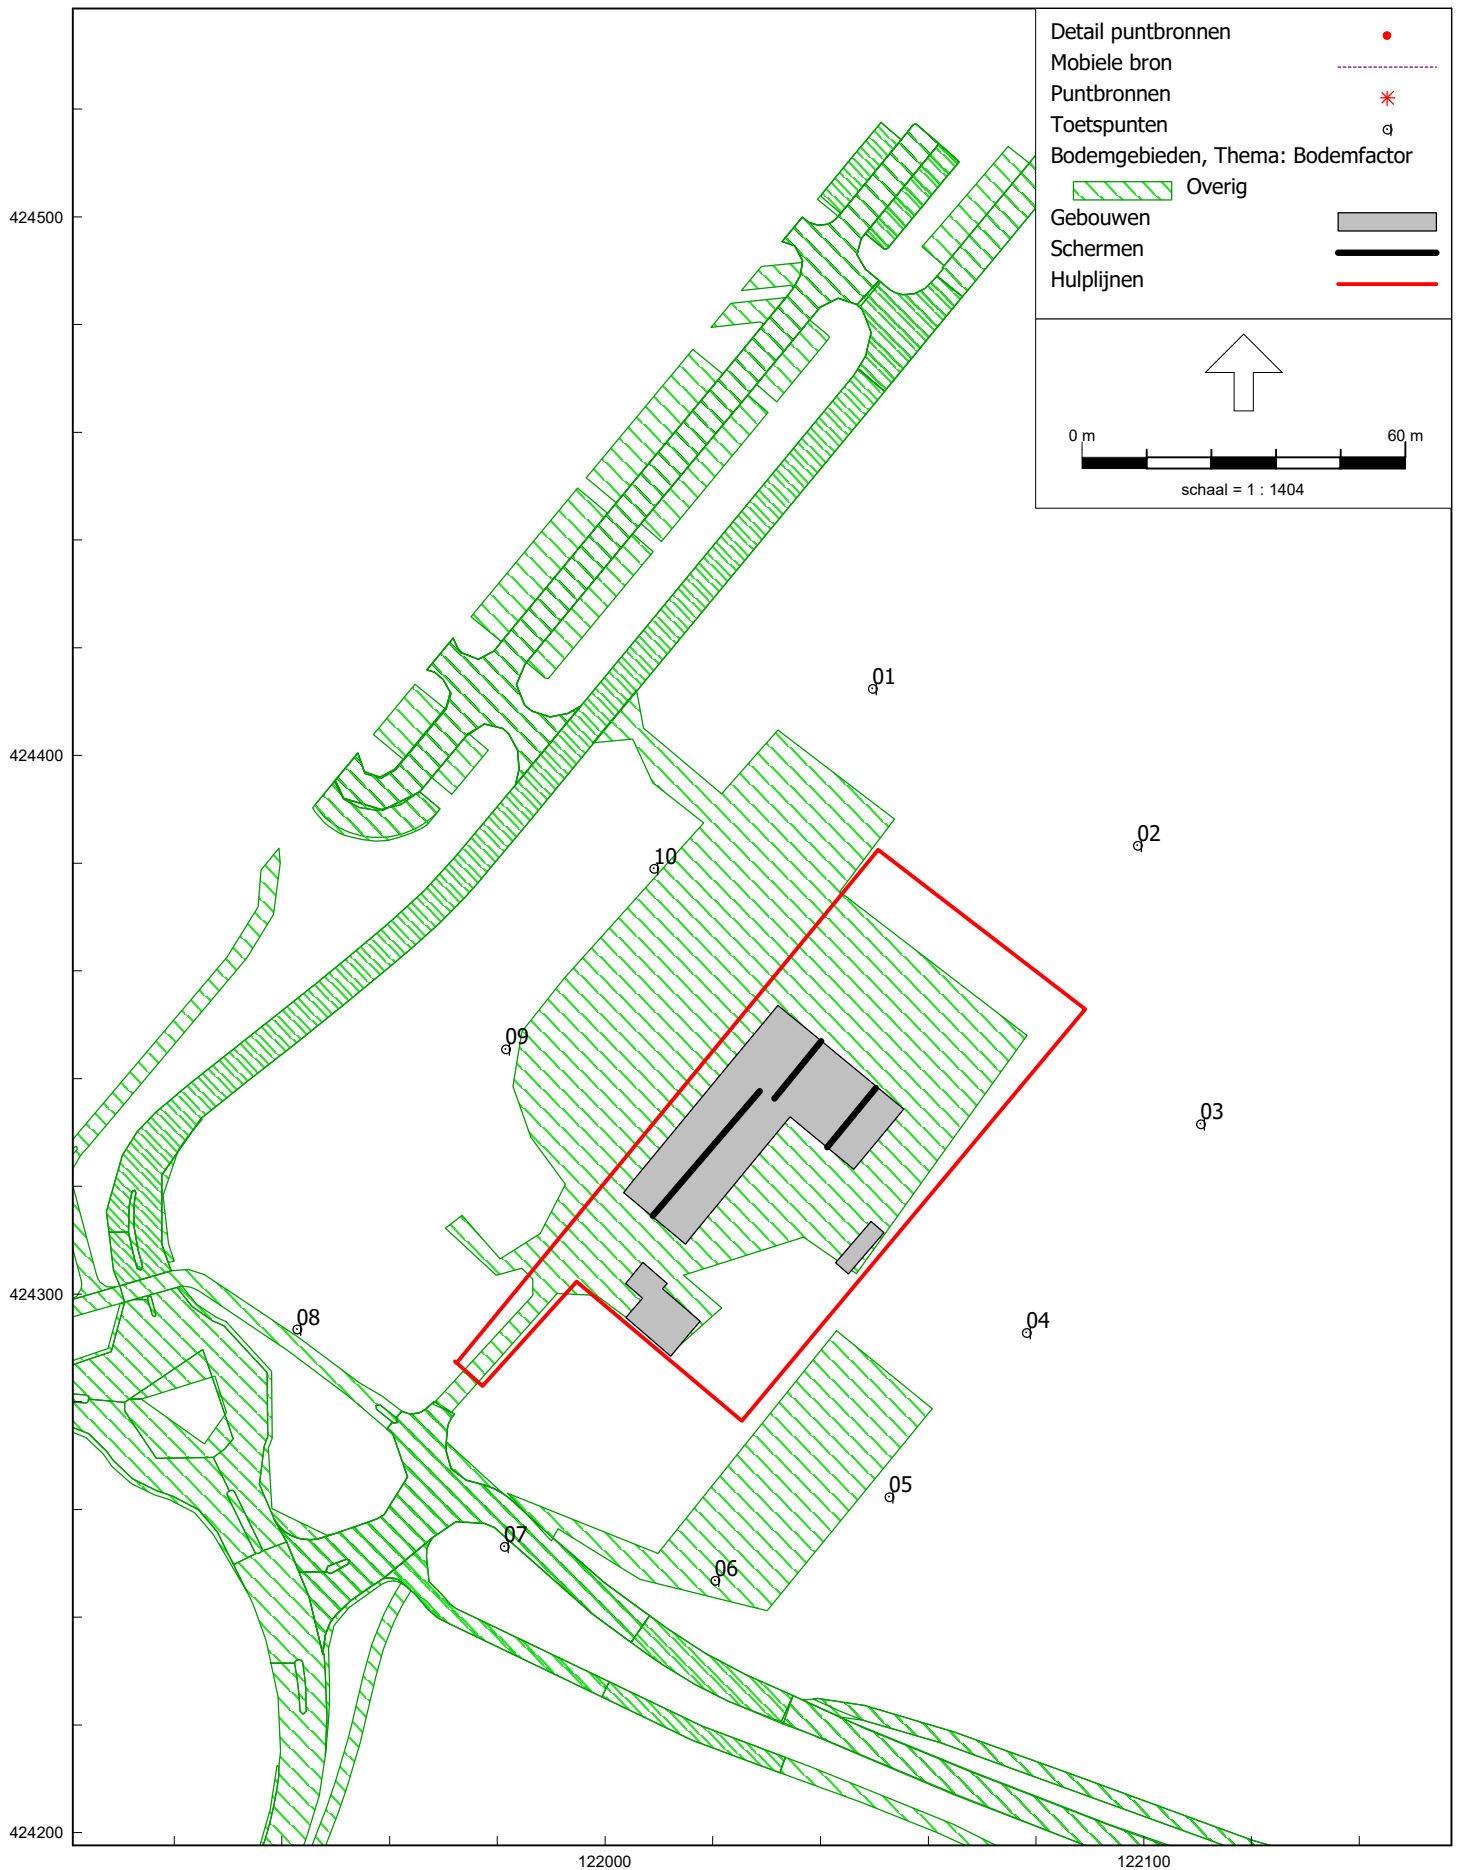 Detail puntbronnen
Mobiele bron
Puntbronnen
Toetspunten
Bodemgebieden, Thema: Bodemfactor
Overig
Gebouwen
Schermen
Hulplijnen
0 m 60 m
schaal = 1 : 1404
424500
01
424400
02
10
09
03
424300
08
04
05
07
06
424200
122000 122100